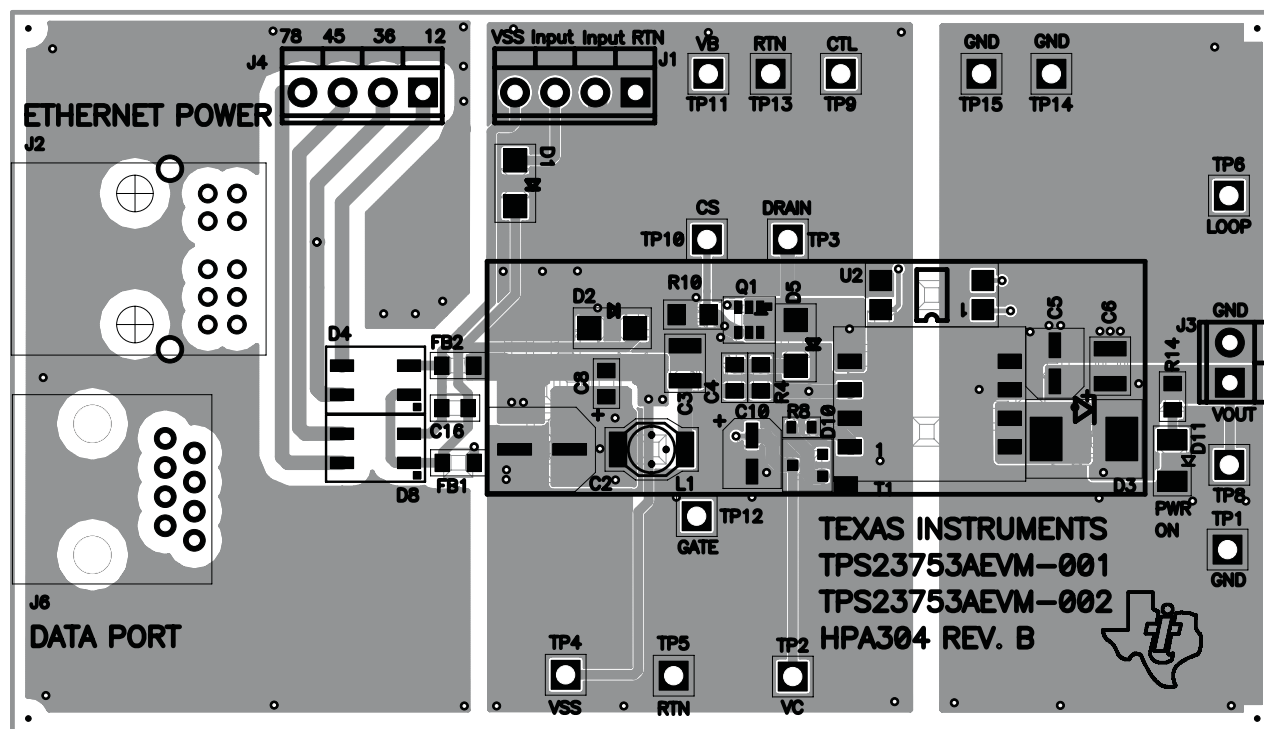 78 45 36 12
J4
VSS Input Input RTN
J1
VB
TP11
RTN
TP13
CTL
TP9
GND
TP15
GND
TP14
ETHERNET POWER
J2
D1
TP6
LOOP
CS
TP10
DRAIN
TP3
U2
1
R10
Q1
D5
D2
C5
C6
J3
GND
VOUT
R14
D4
FB2
C8
C3
C4
R4
C10
R8
D10
+
+
+
1
C16
D11
D8
FB1
C2
L1
T1
D3
TP8
PWR
ON
TP12
GATE
TP1
GND
TEXAS INSTRUMENTS
TPS23753AEVM-001
TPS23753AEVM-002
HPA304 REV. B
J6
DATA PORT
TP4
VSS
TP5
RTN
TP2
VC